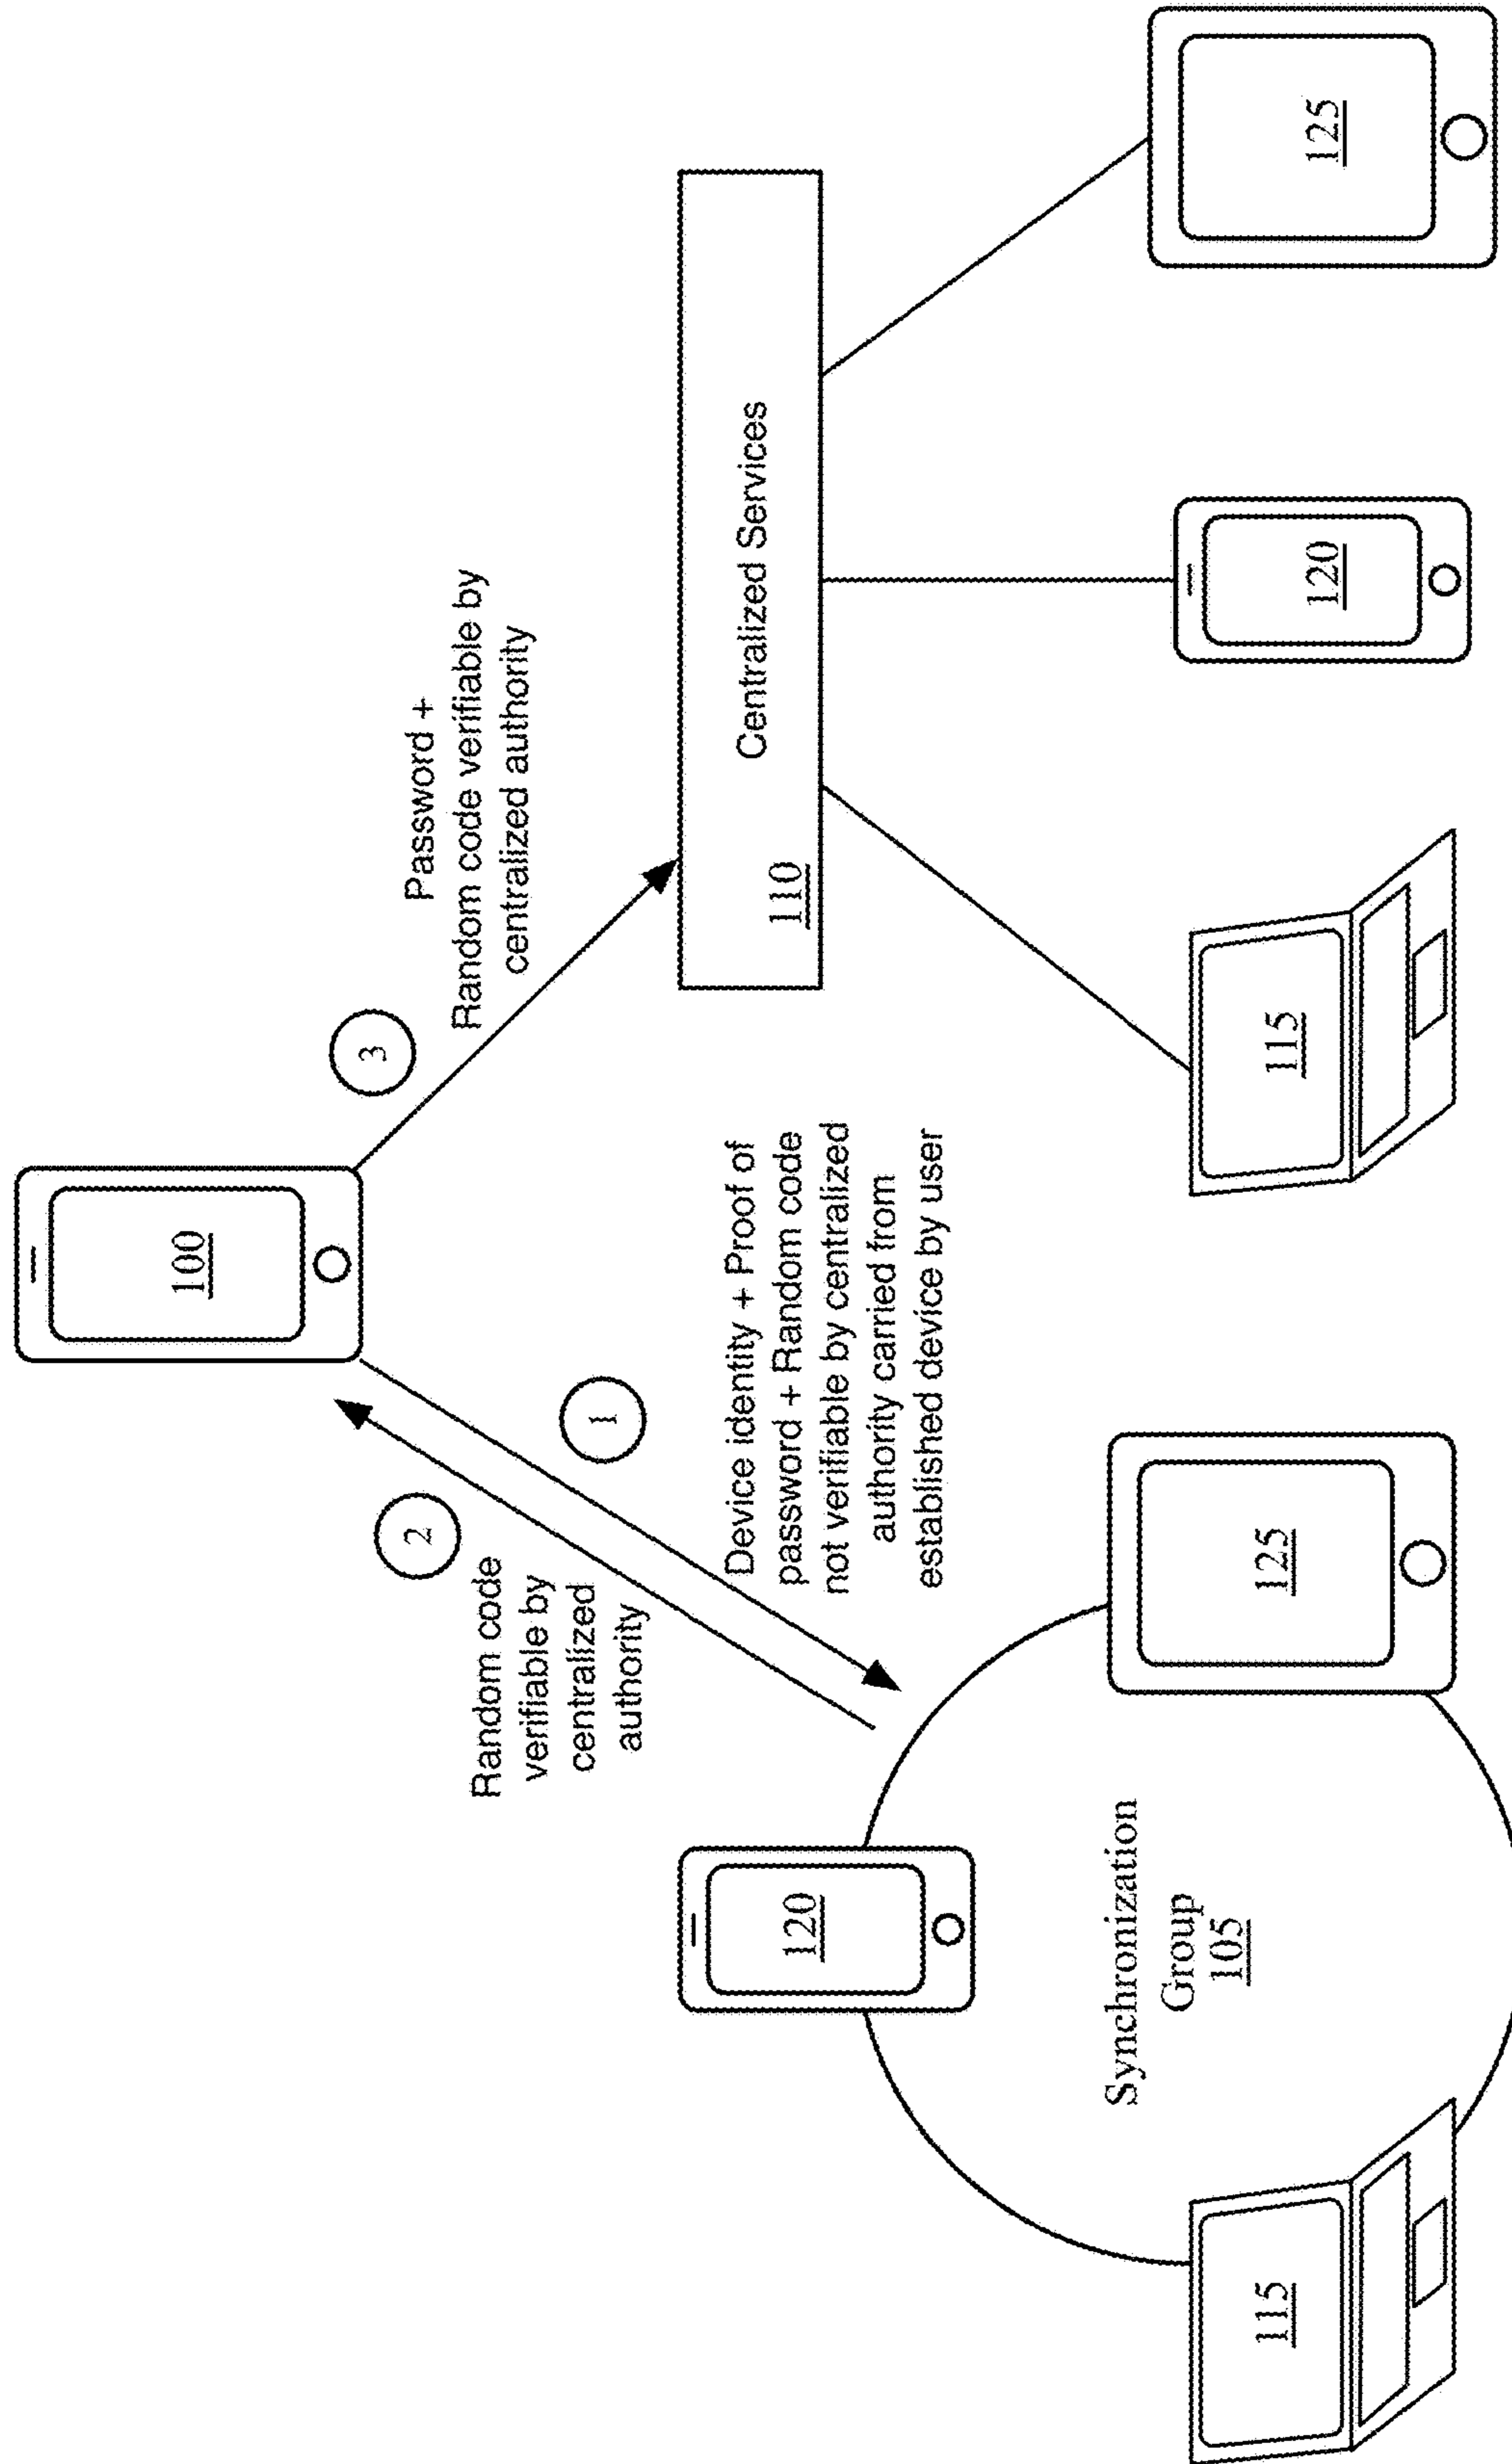 100
3
Password +
Random code verifiable by
centralized authority
2
Random code
verifiable by
centralized
authority
1
Device identity + Proof of
password + Random code
not verifiable by centralized
authority carried from
established device by user
Centralized Services
110
120
125
115
Synchronization
Group
105
115
120
125